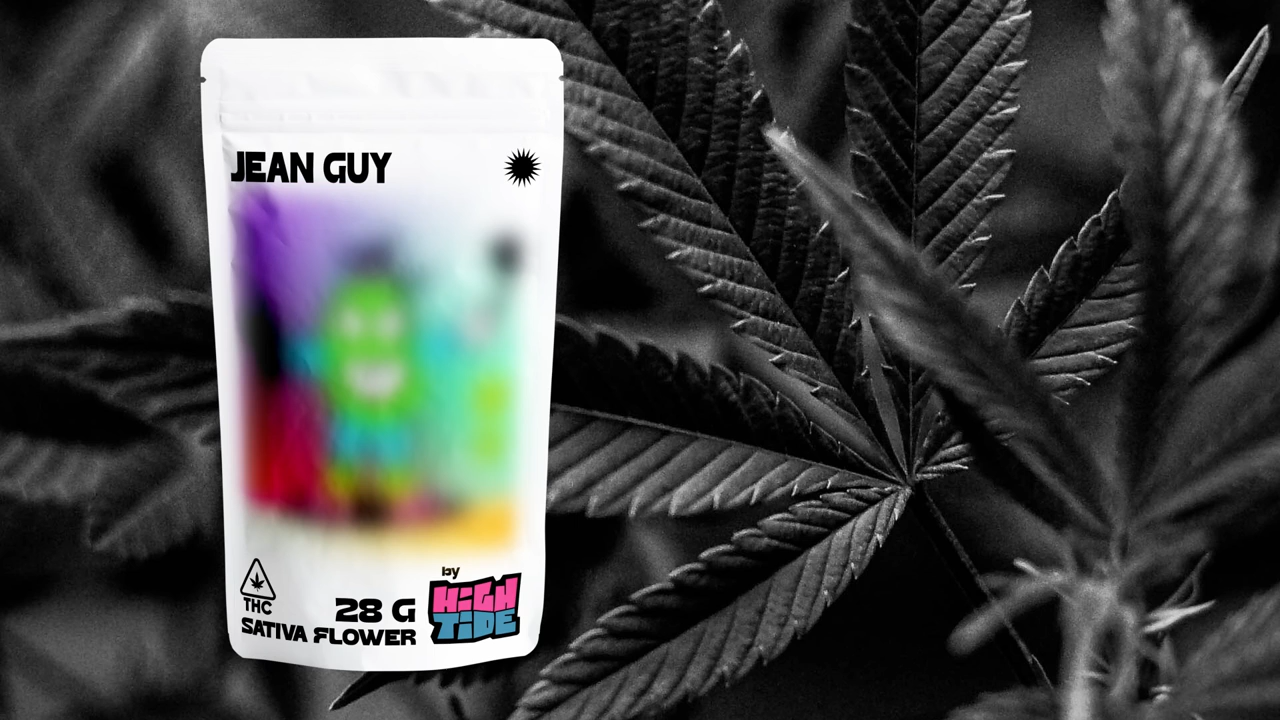 JEAN GUY
by
HIGH
TIDE
28 G
THC
SATIVA FLOWER